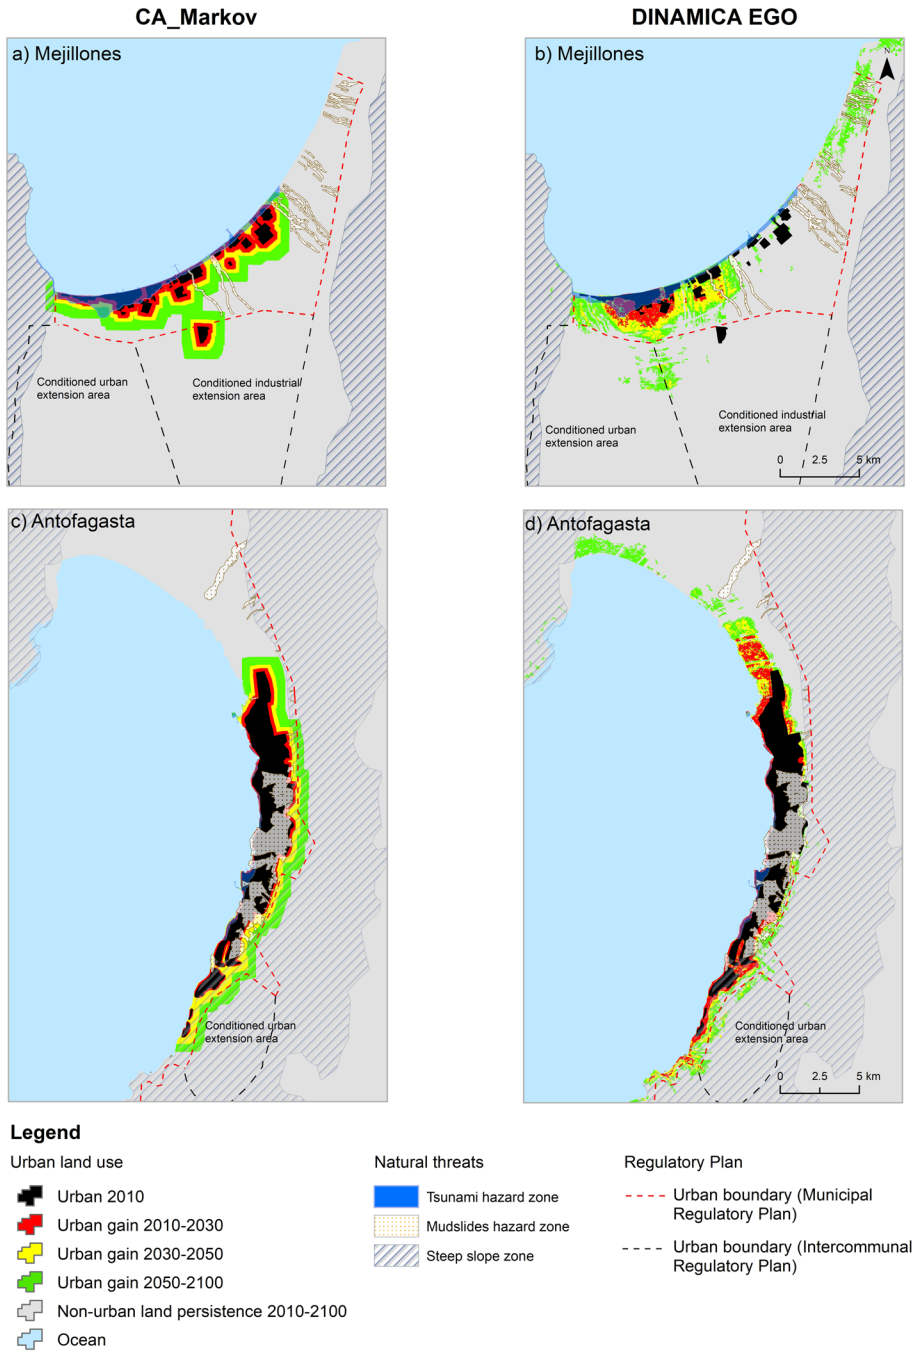 CA_Markov
DINAMICA EGO
a) Mejillones
b) Mejillones
N
Conditioned urban
extension area
Conditioned industrial
extension area
Conditioned urban
extension area
Conditioned industrial
extension area
0 2.5 5 km
c) Antofagasta
d) Antofagasta
Conditioned urban
extension area
Conditioned urban
extension area
0 2.5 5 km
Legend
Urban land use
Urban 2010
Urban gain 2010-2030
Urban gain 2030-2050
Urban gain 2050-2100
Non-urban land persistence 2010-2100
Ocean
Natural threats
Tsunami hazard zone
Mudslides hazard zone
Steep slope zone
Regulatory Plan
Urban boundary (Municipal
Regulatory Plan)
Urban boundary (Intercommunal
Regulatory Plan)